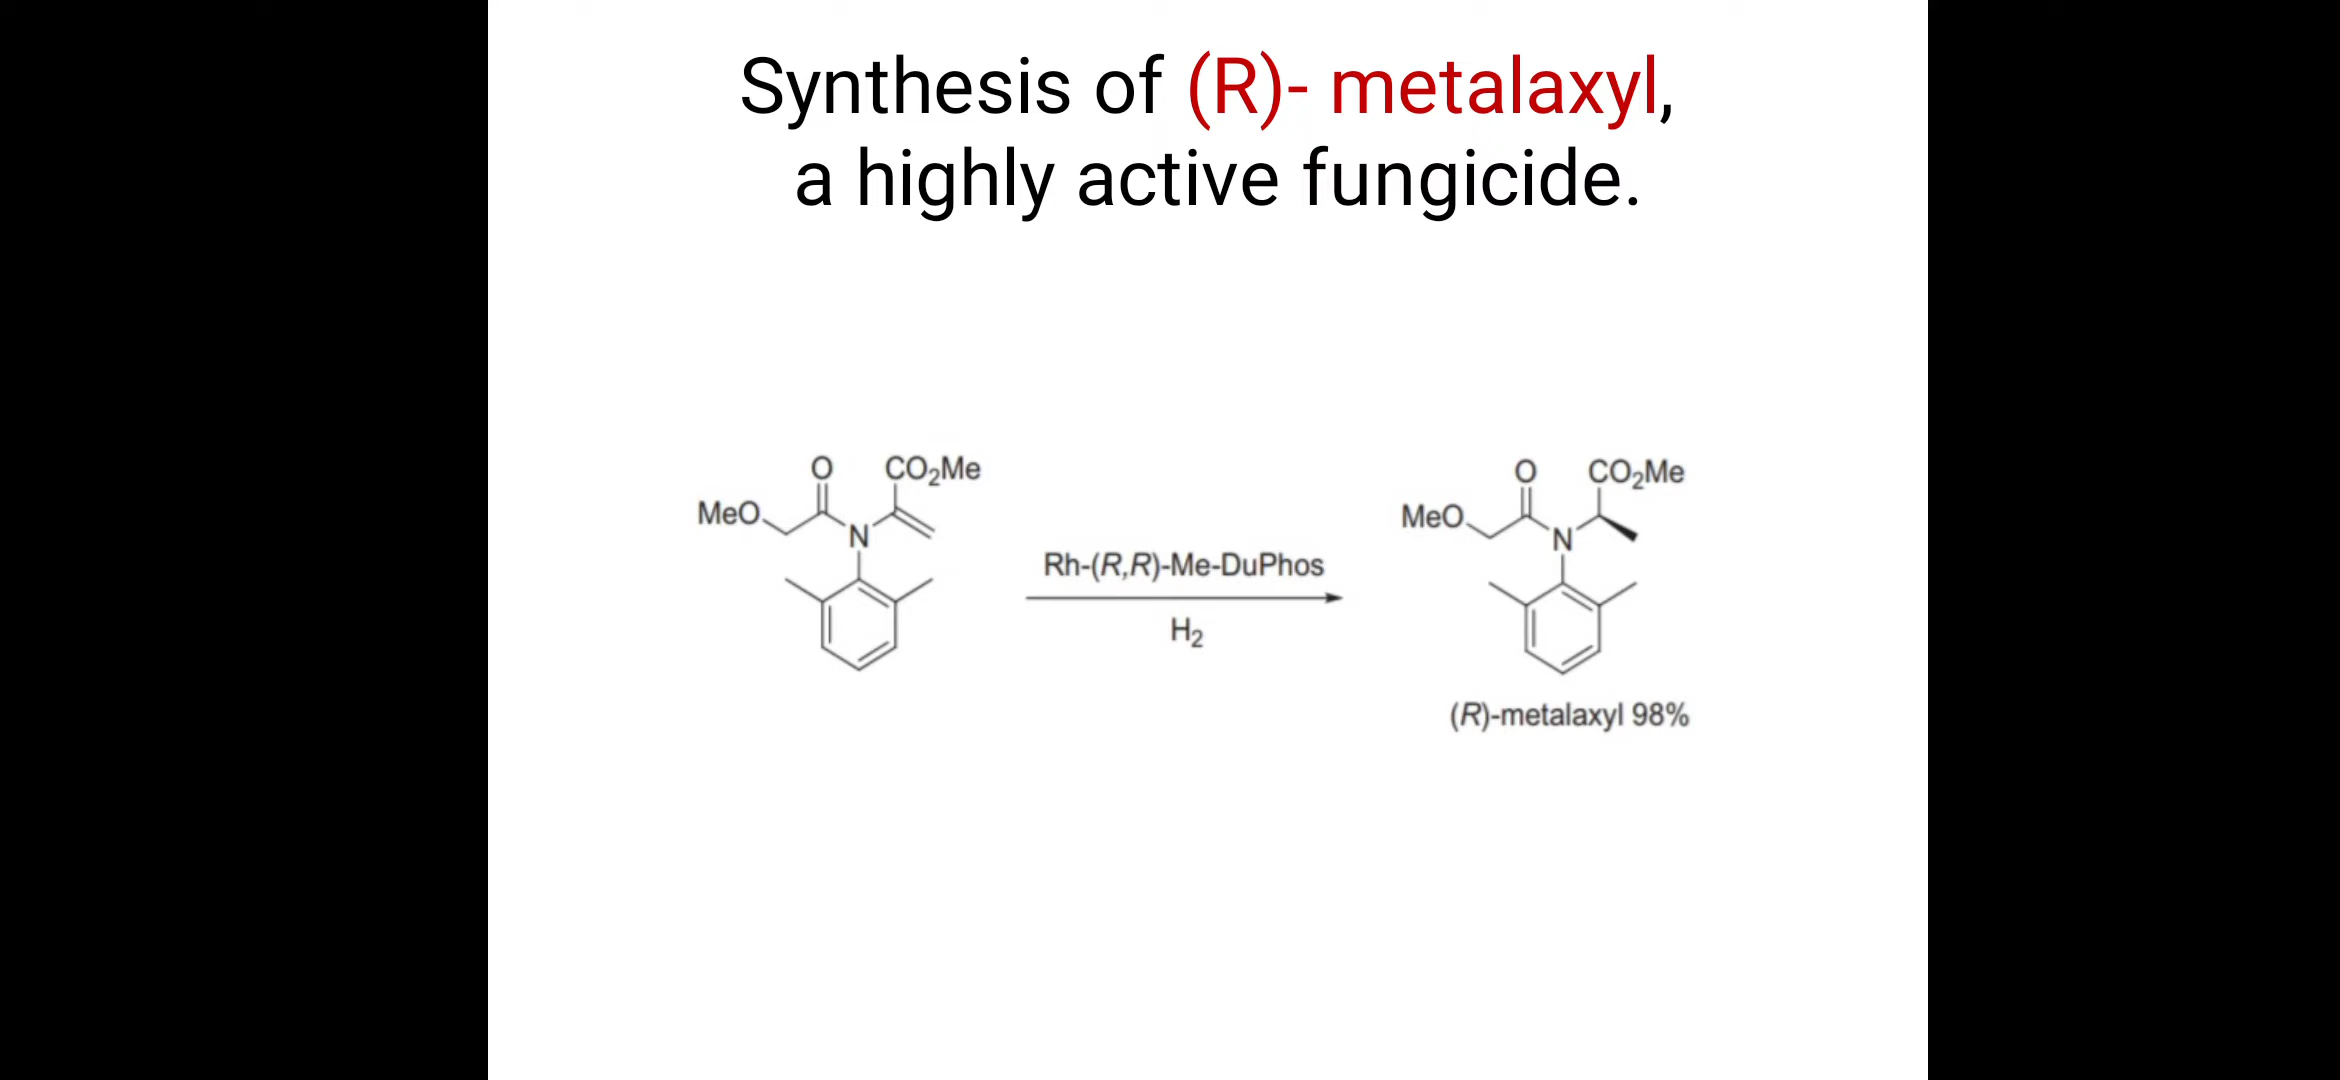 Synthesis of (R)- metalaxyl,
a highly active fungicide.
O
CO₂Me
MeO
N
Rh-(R,R)-Me-DuPhos
H₂
O
CO₂Me
MeO
N
(R)-metalaxyl 98%